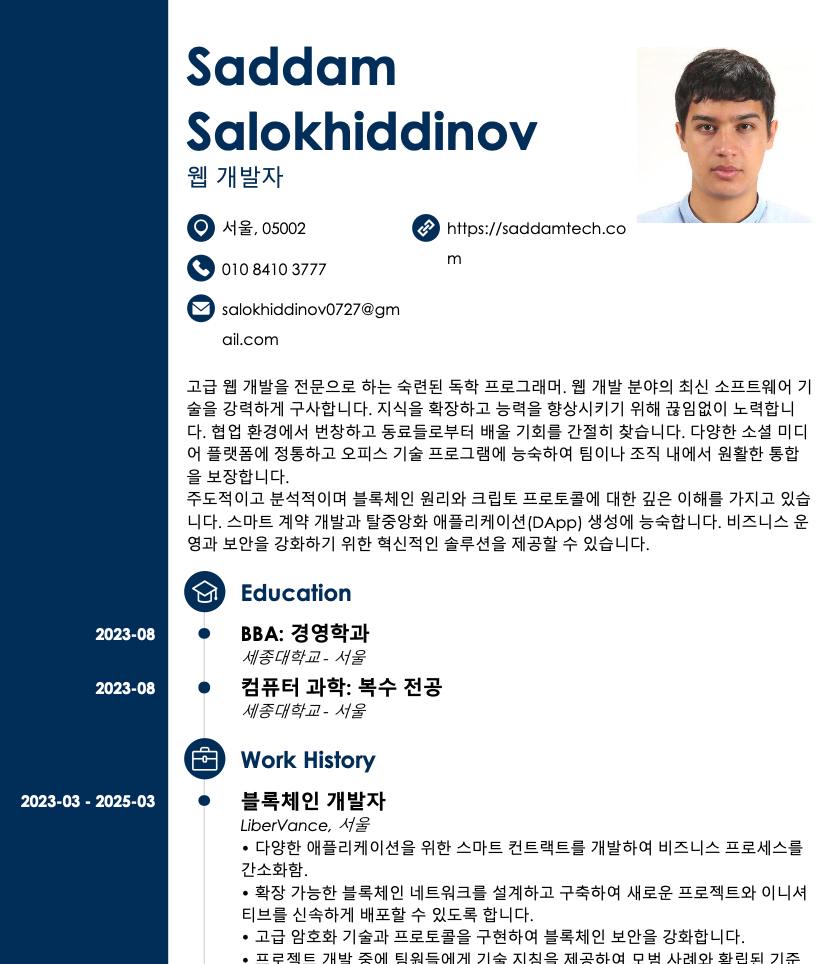 Saddam
Salokhiddinov
웹 개발자
서울, 05002
https://saddamtech.co
m
010 8410 3777
salokhiddinov0727@gm
ail.com
고급 웹 개발을 전문으로 하는 숙련된 독학 프로그래머. 웹 개발 분야의 최신 소프트웨어 기
술을 강력하게 구사합니다. 지식을 확장하고 능력을 향상시키기 위해 끊임없이 노력합니
다. 협업 환경에서 번창하고 동료들로부터 배울 기회를 간절히 찾습니다. 다양한 소셜 미디
어 플랫폼에 정통하고 오피스 기술 프로그램에 능숙하여 팀이나 조직 내에서 원활한 통합
을 보장합니다.
주도적이고 분석적이며 블록체인 원리와 크립토 프로토콜에 대한 깊은 이해를 가지고 있습
니다. 스마트 계약 개발과 탈중앙화 애플리케이션(DApp) 생성에 능숙합니다. 비즈니스 운
영과 보안을 강화하기 위한 혁신적인 솔루션을 제공할 수 있습니다.
Education
2023-08
BBA: 경영학과
세종대학교 - 서울
2023-08
컴퓨터 과학: 복수 전공
세종대학교 - 서울
Work History
2023-03 - 2025-03
블록체인 개발자
LiberVance, 서울
• 다양한 애플리케이션을 위한 스마트 컨트랙트를 개발하여 비즈니스 프로세스를
간소화함.
• 확장 가능한 블록체인 네트워크를 설계하고 구축하여 새로운 프로젝트와 이니셔
티브를 신속하게 배포할 수 있도록 합니다.
• 고급 암호화 기술과 프로토콜을 구현하여 블록체인 보안을 강화합니다.
• 프로젝트 개발 중에 팀원들에게 기술 지침을 제공하여 모범 사례와 확립된 기준